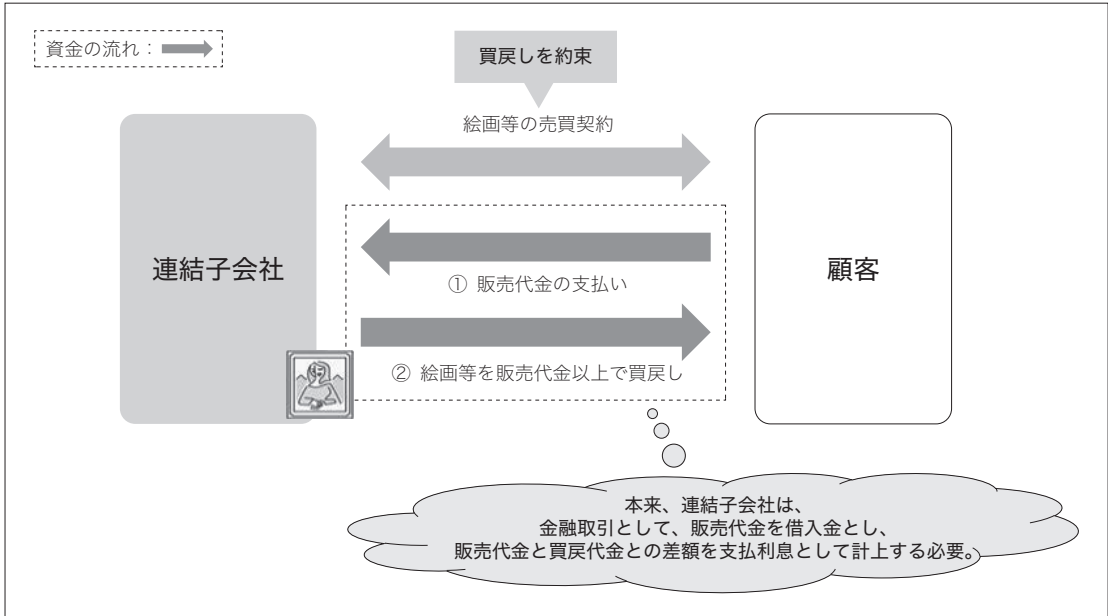 資金の流れ：
買戻しを約束
絵画等の売買契約
連結子会社
顧客
① 販売代金の支払い
② 絵画等を販売代金以上で買戻し
本来、連結子会社は、
金融取引として、販売代金を借入金とし、
販売代金と買戻代金との差額を支払利息として計上する必要。